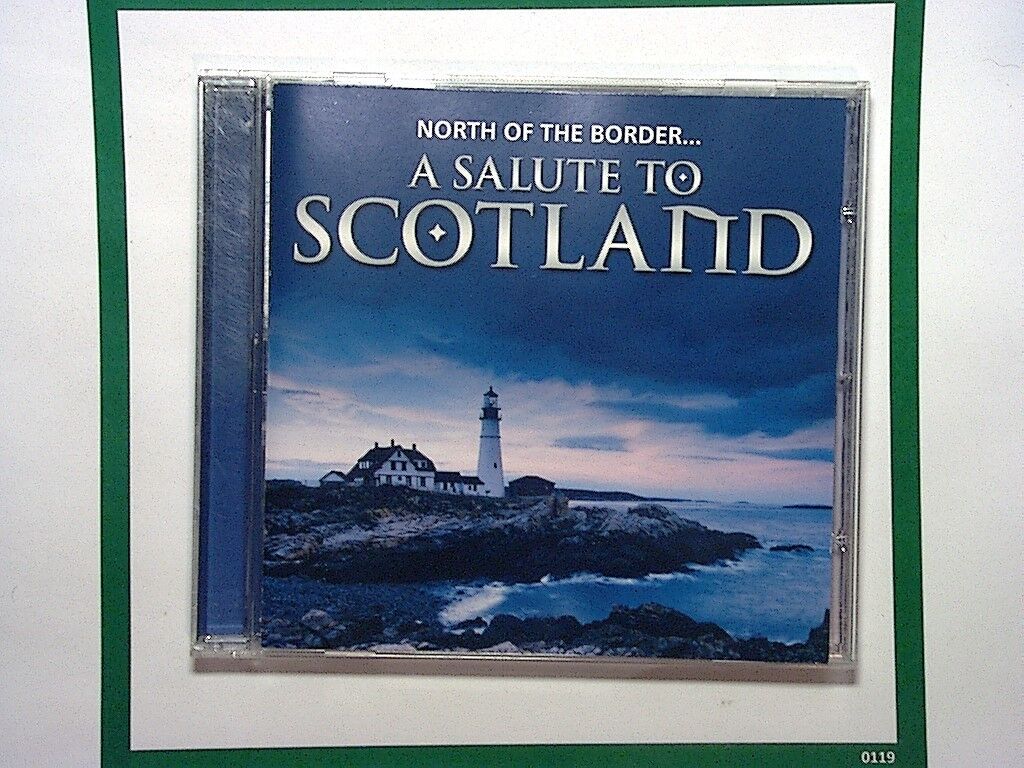 NORTH OF THE BORDER...
A SALUTE TO
SCOTLAND
0119